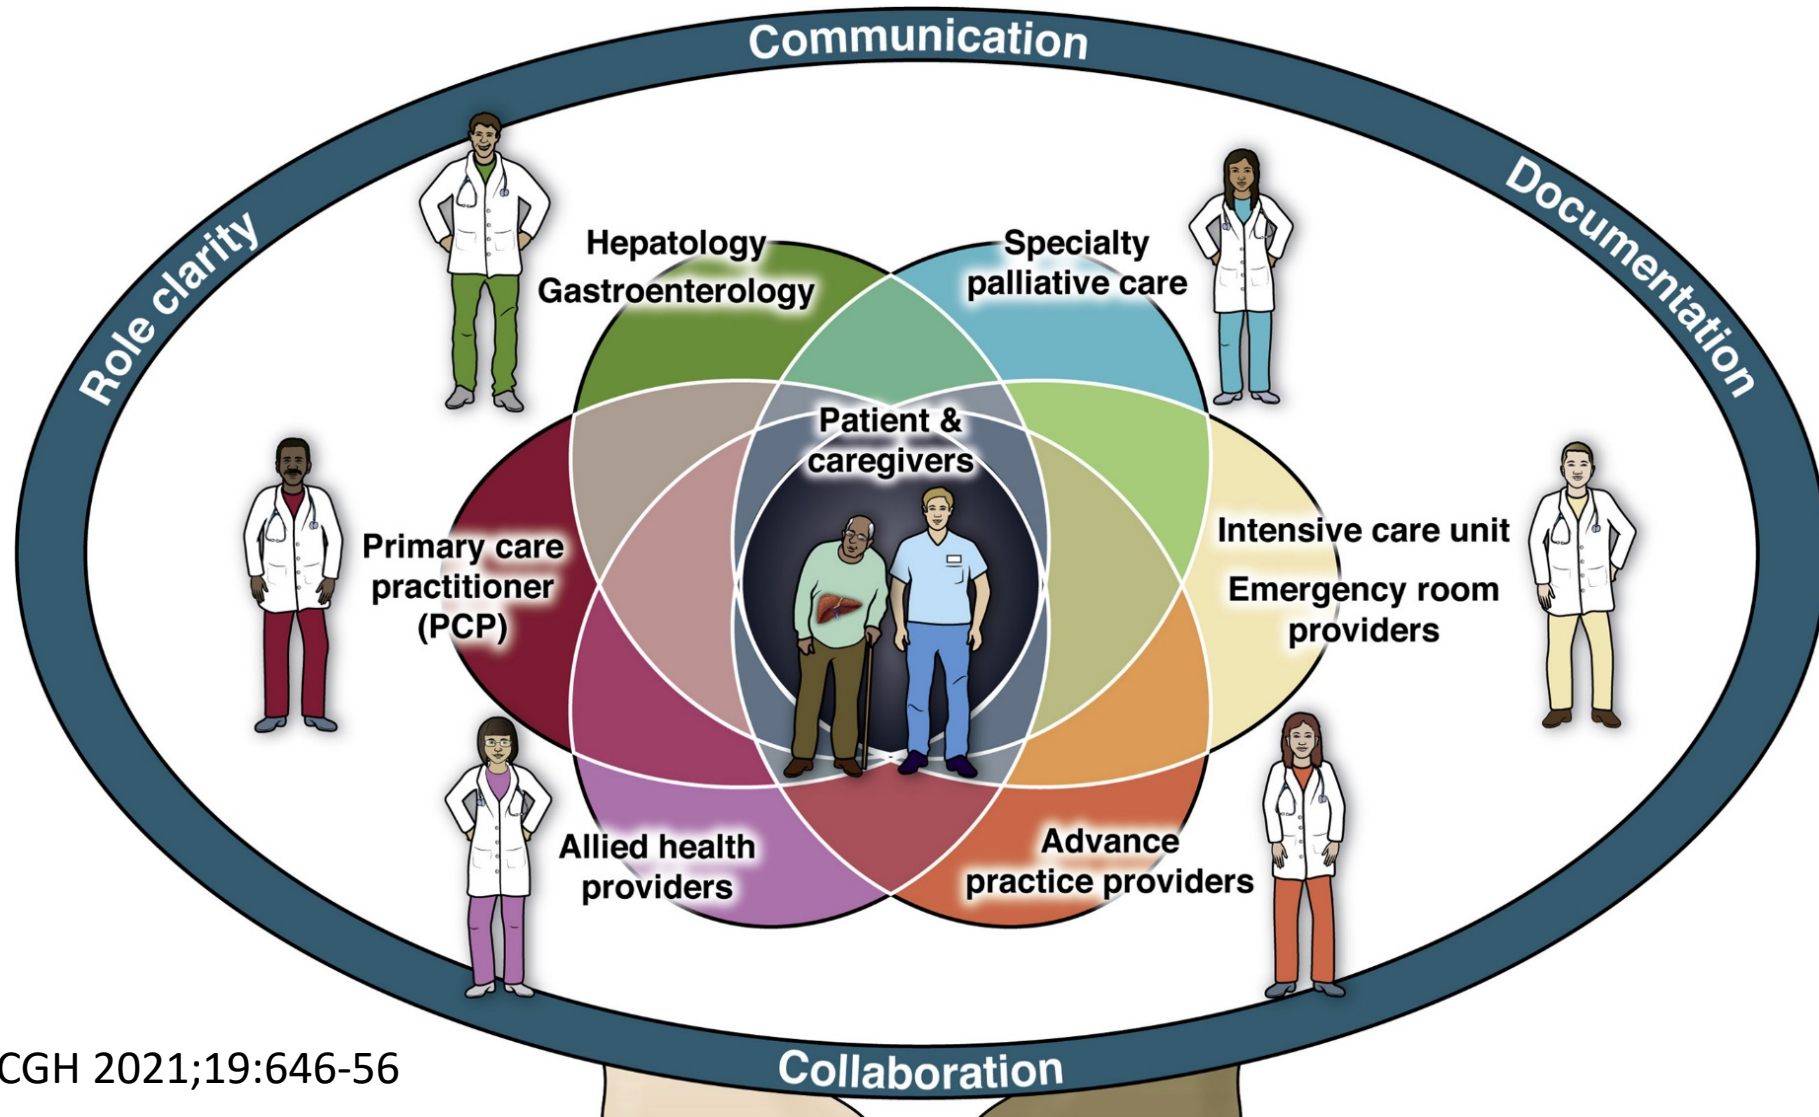 Communication
Role clarity
Documentation
Hepatology
Gastroenterology
Specialty
palliative care
Patient &
caregivers
Primary care
practitioner
(PCP)
Intensive care unit
Emergency room
providers
Allied health
providers
Advance
practice providers
Collaboration
CGH 2021;19:646-56